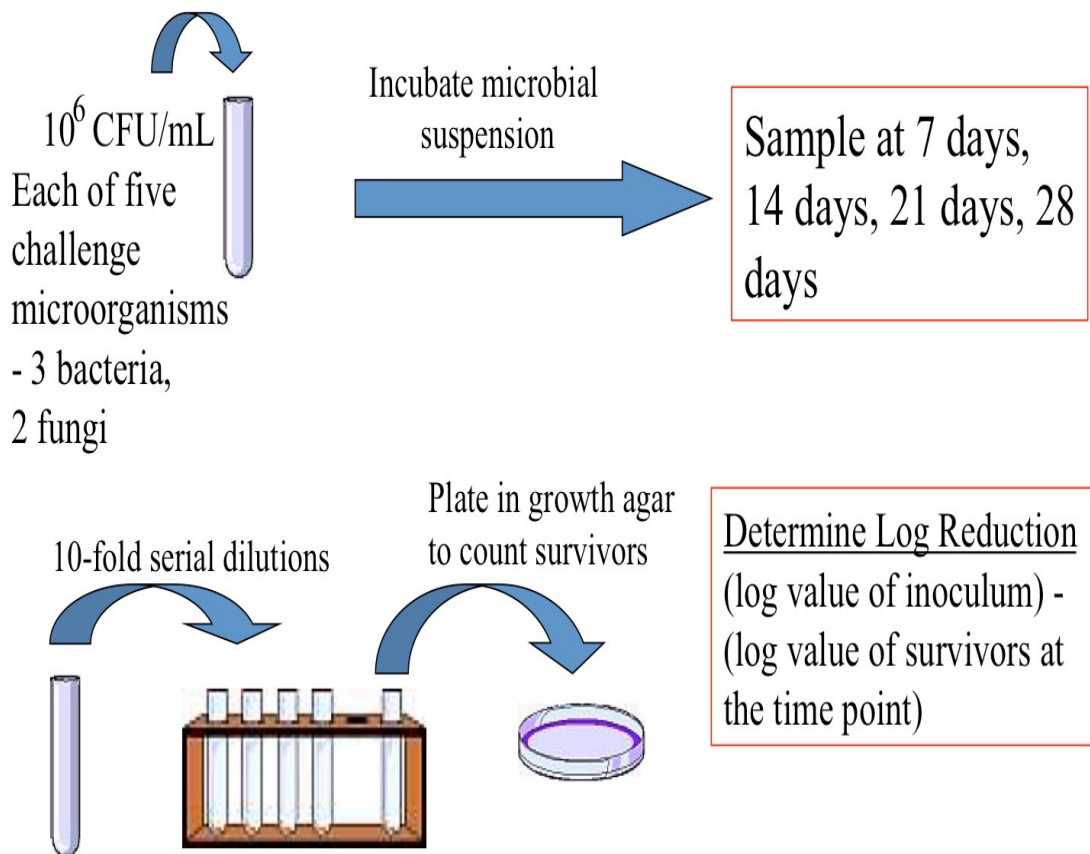 10⁶ CFU/mL
Each of five
challenge
microorganisms
- 3 bacteria,
2 fungi
Incubate microbial
suspension
Sample at 7 days,
14 days, 21 days, 28
days
10-fold serial dilutions
Plate in growth agar
to count survivors
Determine Log Reduction
(log value of inoculum) -
(log value of survivors at
the time point)